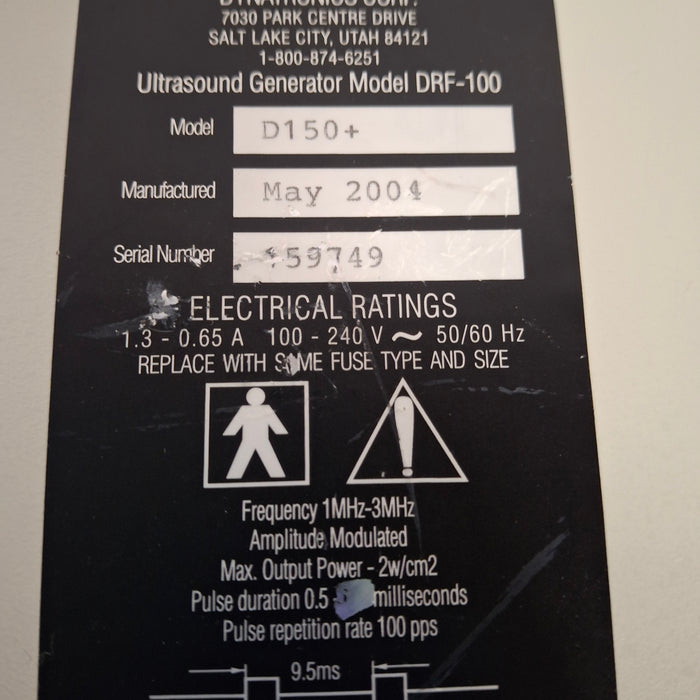 DYNATRONICS CORP.
7030 PARK CENTRE DRIVE
SALT LAKE CITY, UTAH 84121
1-800-874-6251
Ultrasound Generator Model DRF-100
Model D150+
Manufactured May 2004
Serial Number 159749
ELECTRICAL RATINGS
1.3 - 0.65 A 100 - 240 V ~ 50/60 Hz
REPLACE WITH SAME FUSE TYPE AND SIZE
!
Frequency 1MHz-3MHz
Amplitude Modulated
Max. Output Power - 2w/cm2
Pulse duration 0.5 - milliseconds
Pulse repetition rate 100 pps
9.5ms